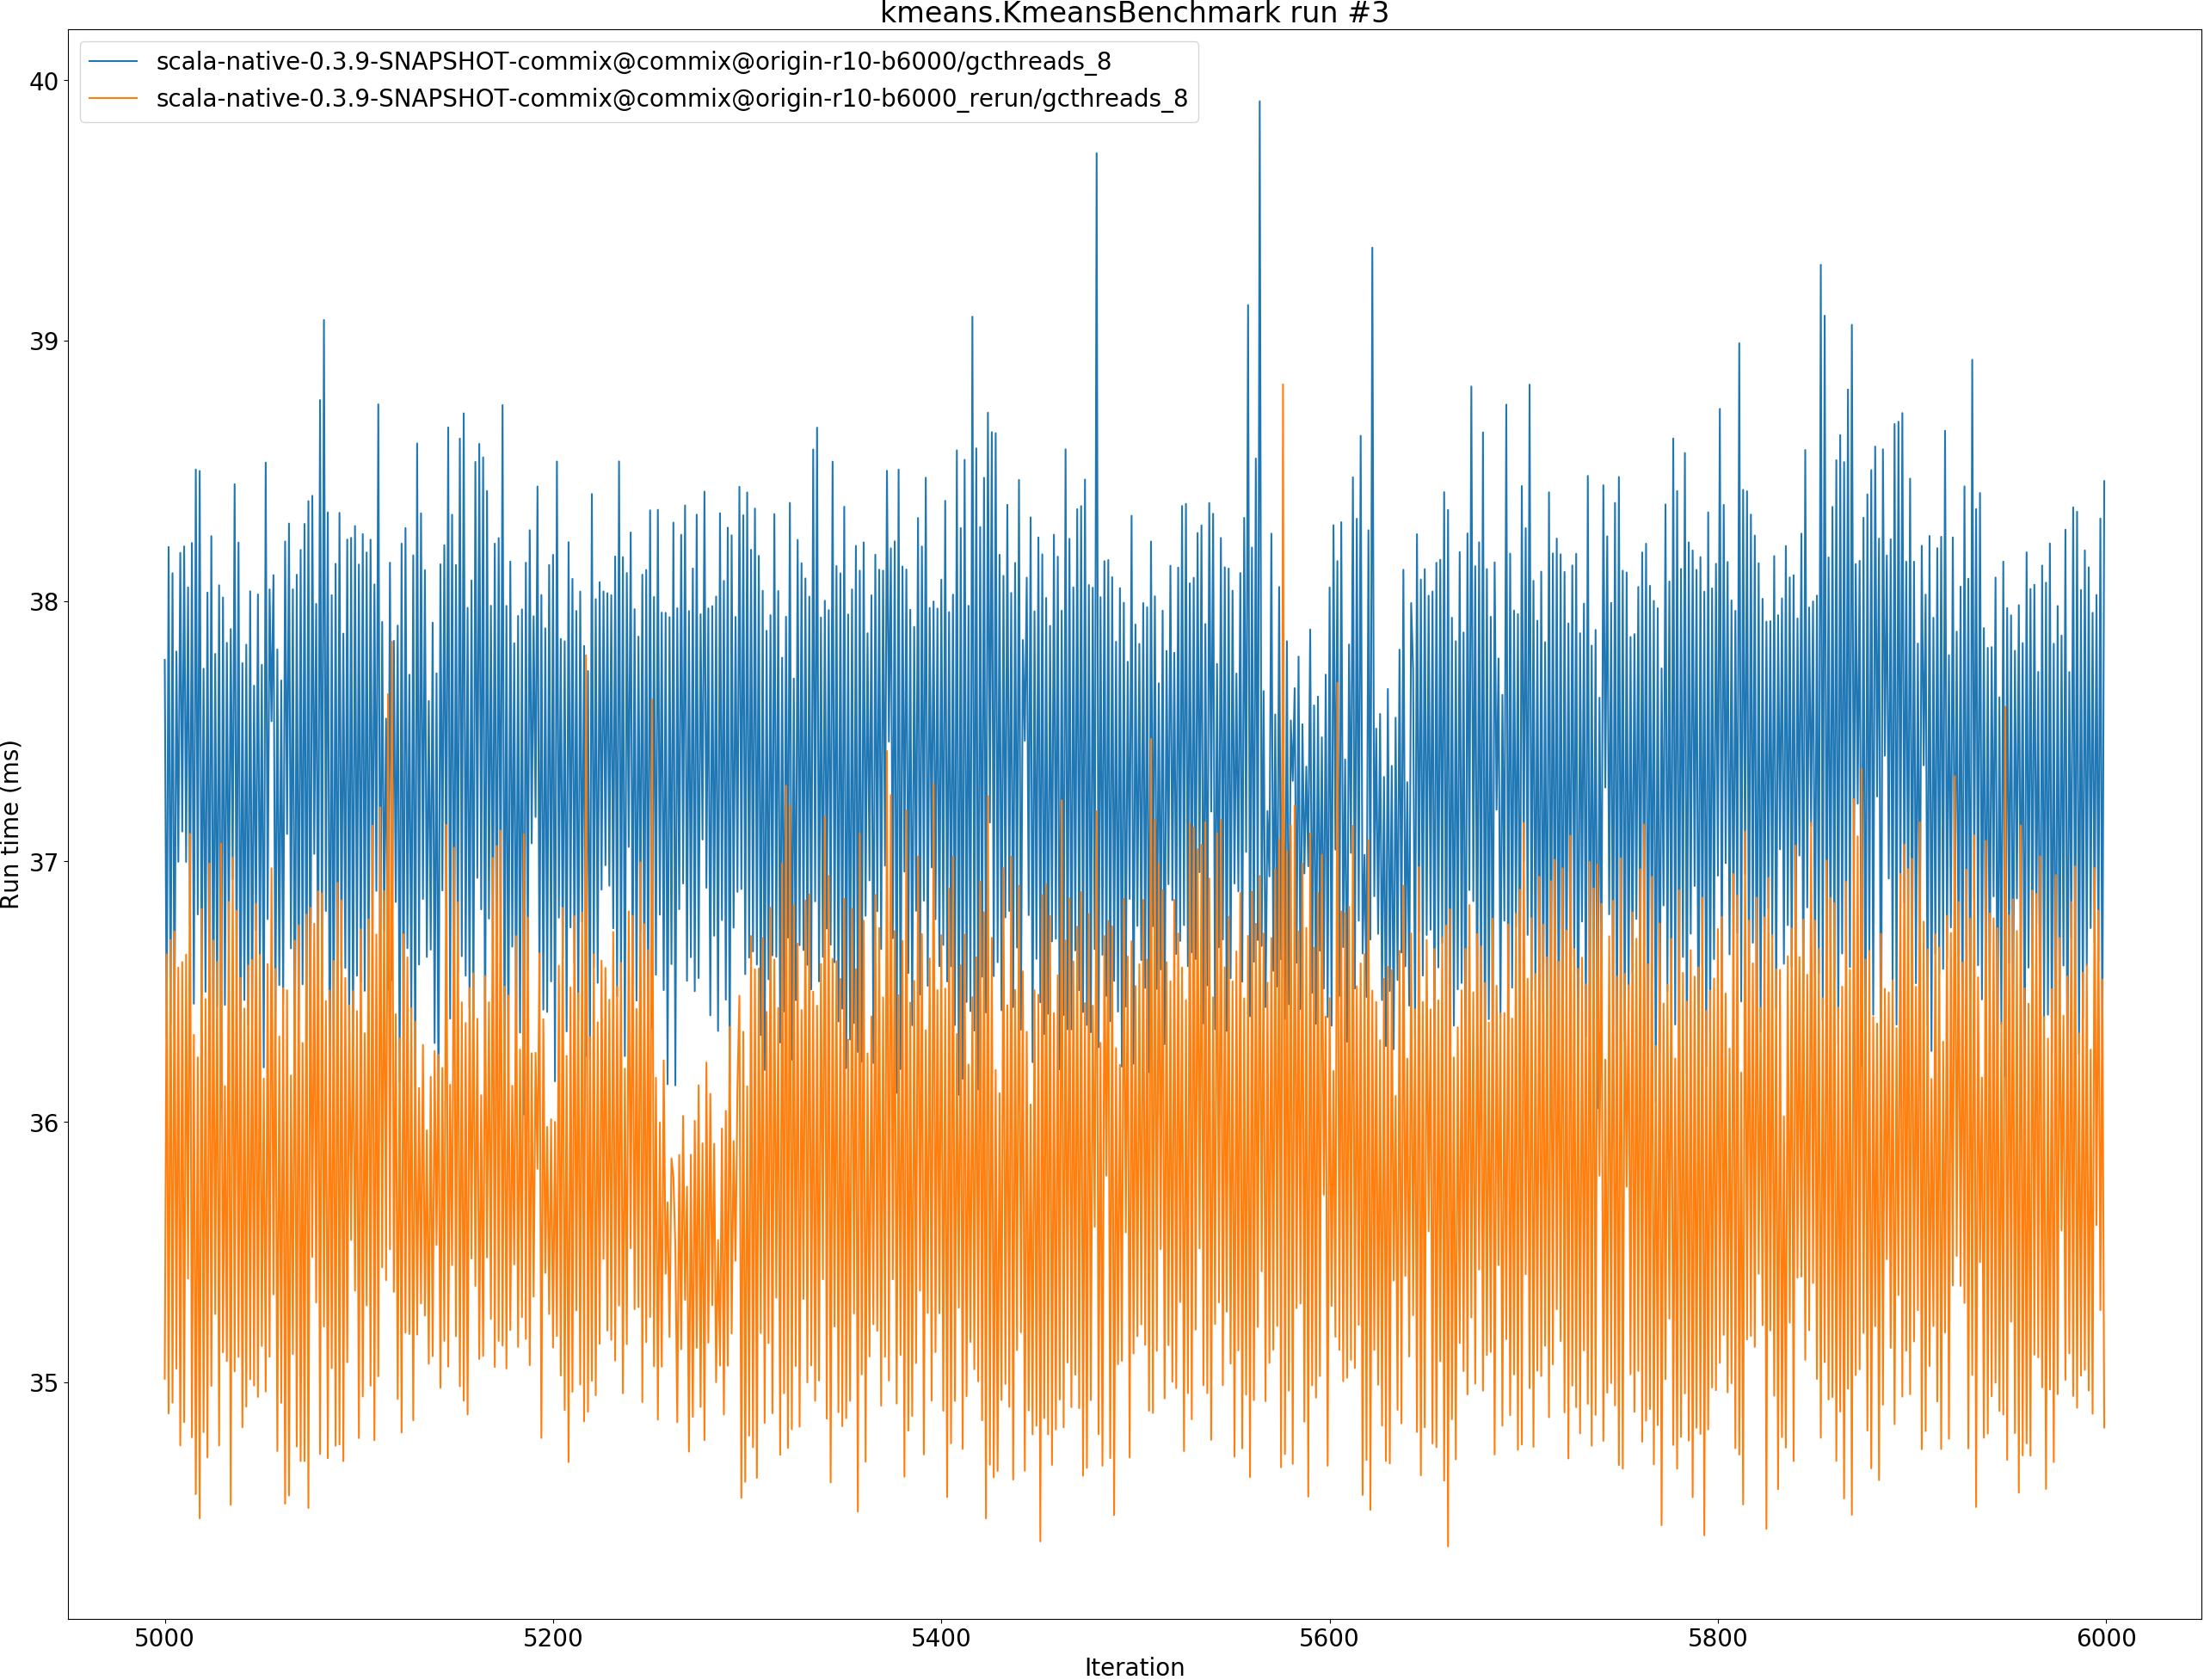 kmeans.KmeansBenchmark run #3
scala-native-0.3.9-SNAPSHOT-commix@commix@origin-r10-b6000/gcthreads_8
scala-native-0.3.9-SNAPSHOT-commix@commix@origin-r10-b6000_rerun/gcthreads_8
40
39
38
37
36
35
Run time (ms)
5000 5200 5400 5600 5800 6000
Iteration